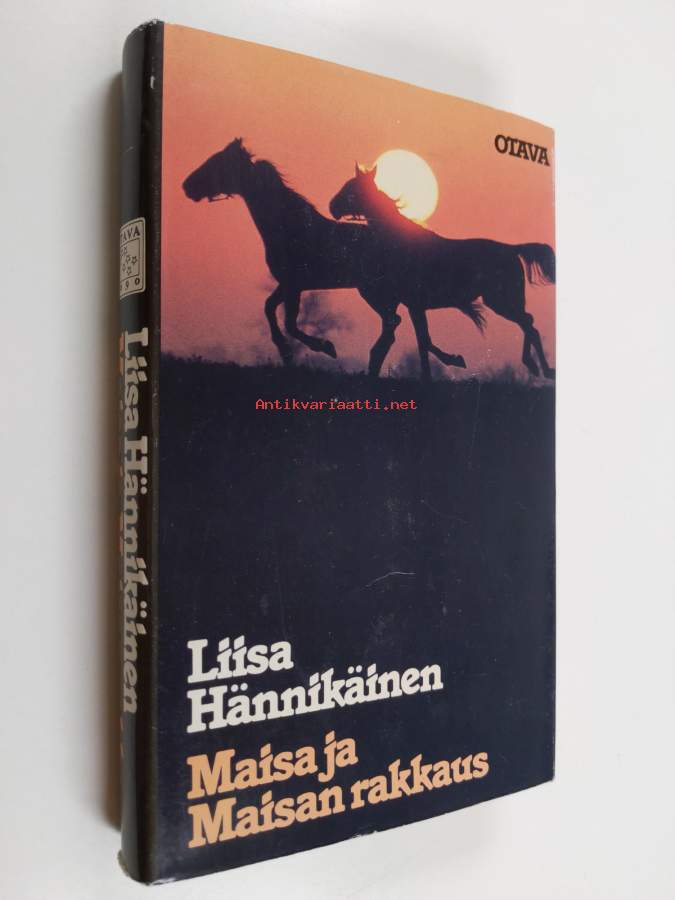 OTAVA
Antikvariaatti.net
Liisa
Hännikäinen
Maisa ja
Maisan rakkaus
Liisa Hännikäinen